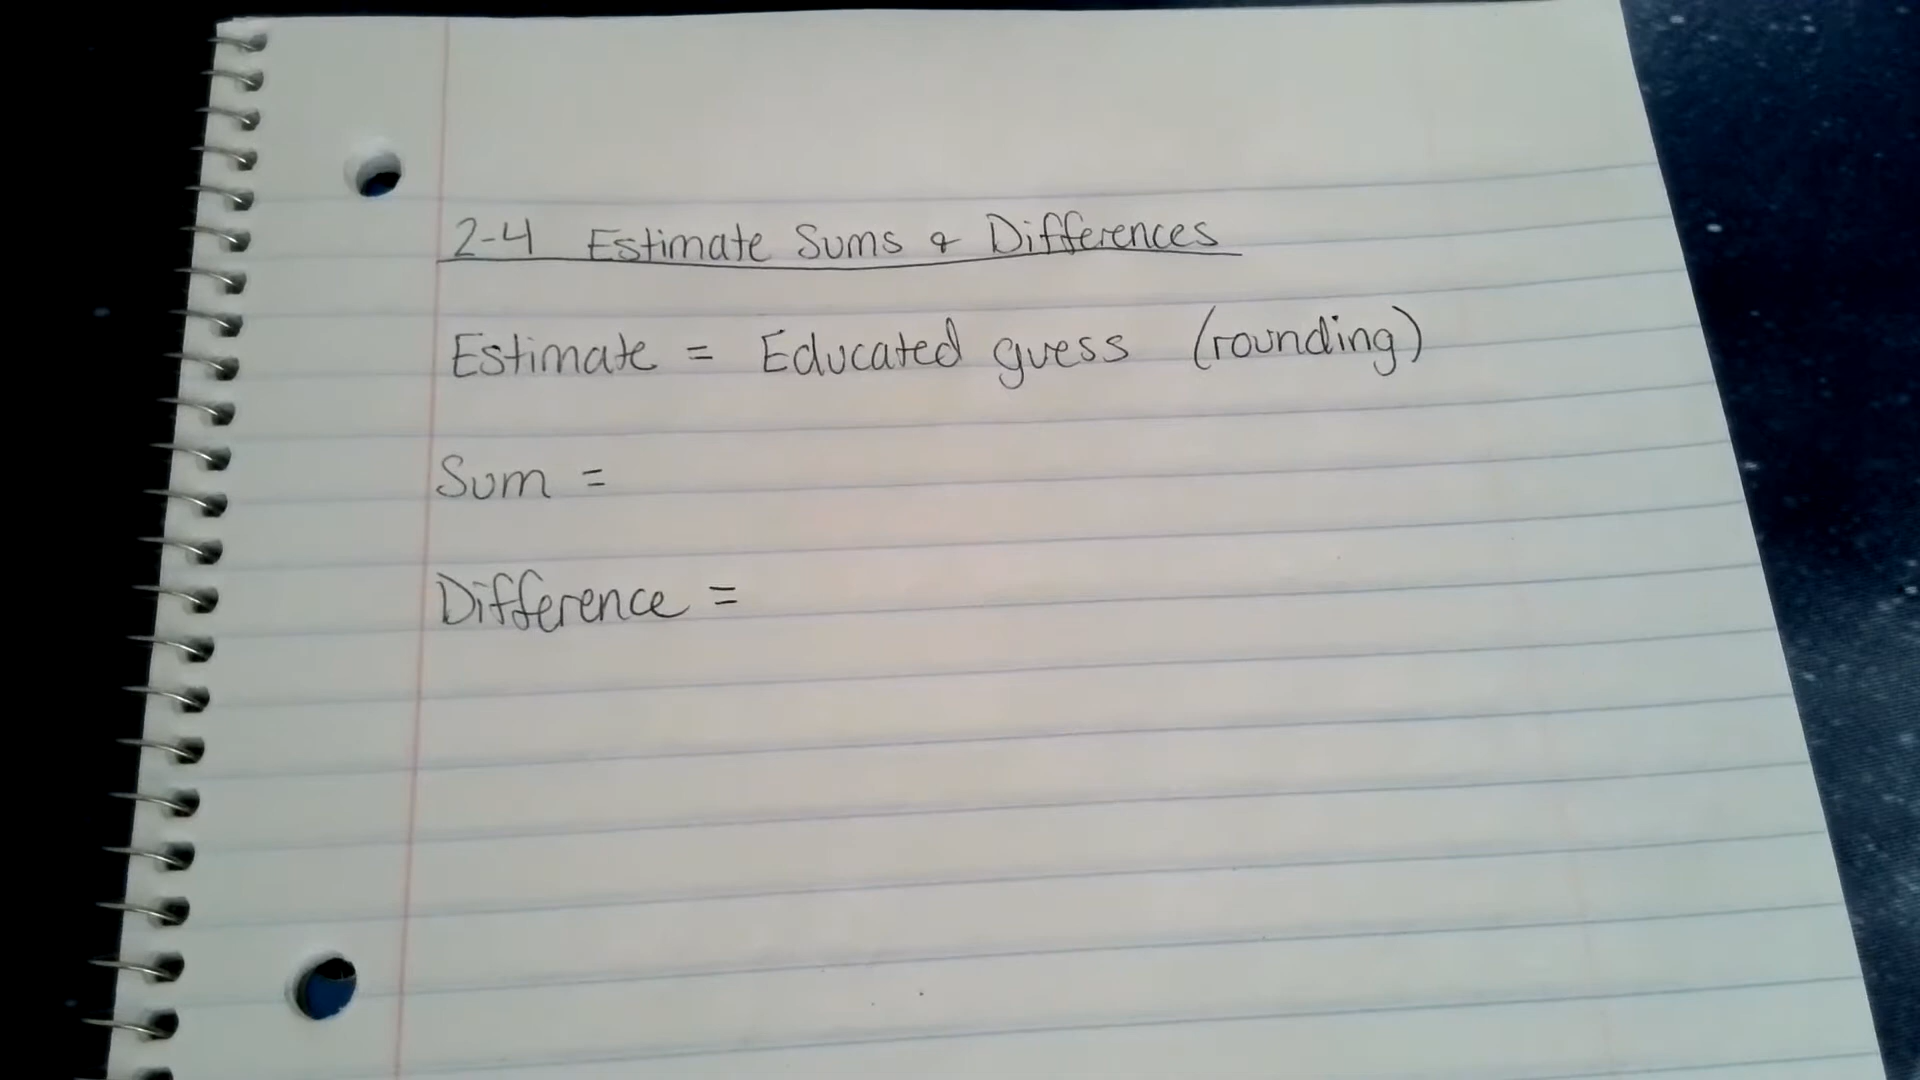 2-4 Estimate Sums & Differences
Estimate = Educated guess (rounding)
Sum =
Difference =